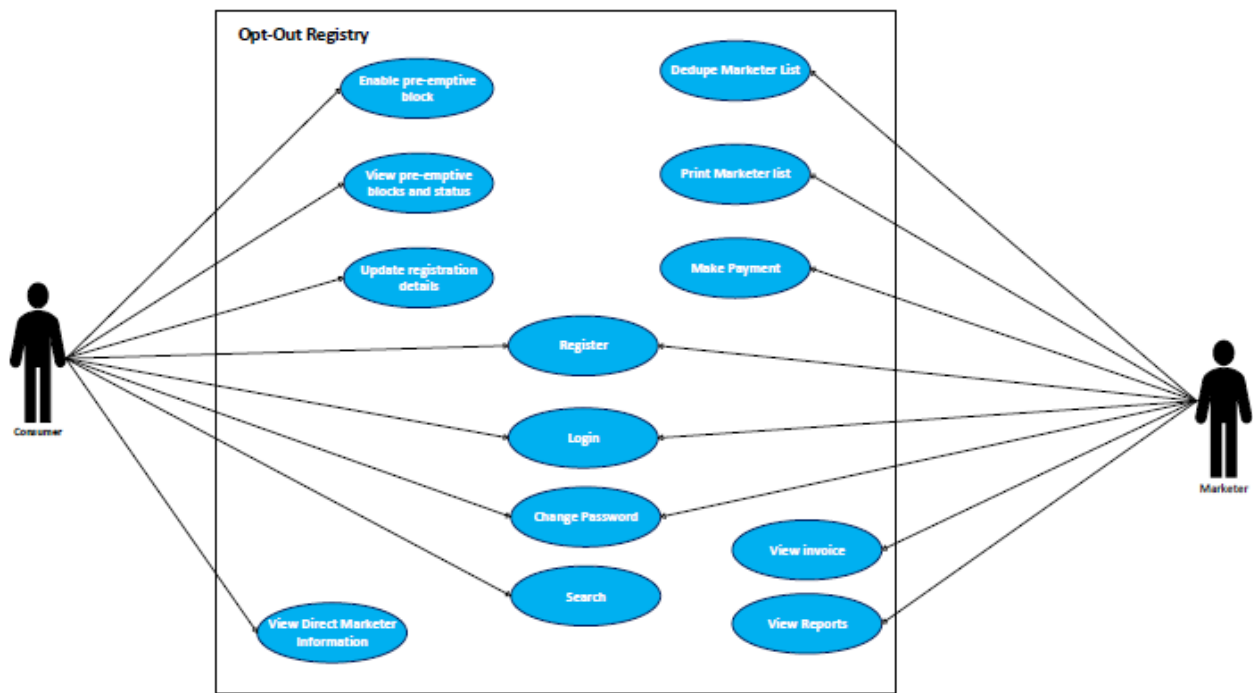 Opt-Out Registry
Enable pre-emptive
block
Dedupe Marketer List
View pre-emptive
blocks and status
Print Marketer list
Update registration
details
Make Payment
Register
Consumer
Login
Marketer
Change Password
View invoice
Search
View Direct Marketer
Information
View Reports